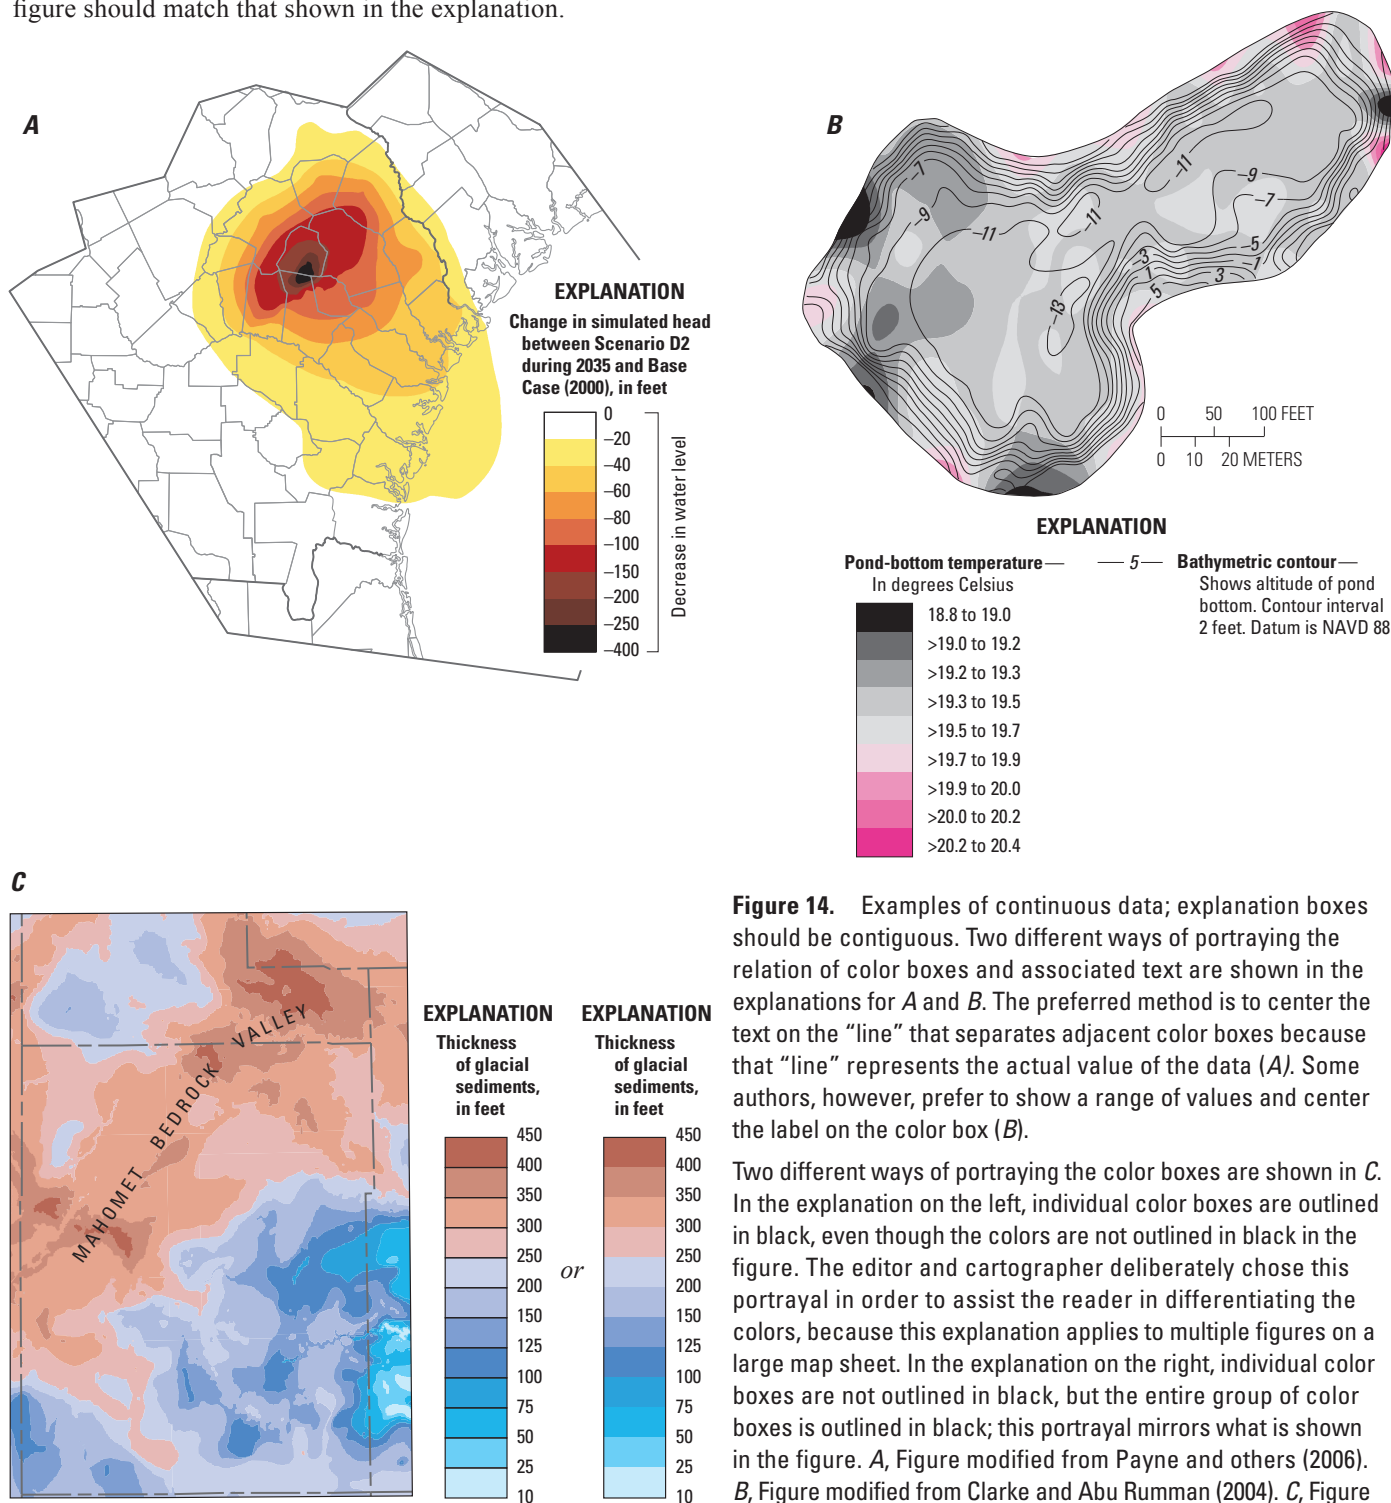 figure should match that shown in the explanation.
A
EXPLANATION
Change in simulated head
between Scenario D2
during 2035 and Base
Case (2000), in feet
0
–20
–40
–60
–80
–100
–150
–200
–250
–400
Decrease in water level
B
–7
–9
–11
–11
–11
–9
–7
–5
–3
–1
1
3
5
–13
0 50 100 FEET
0 10 20 METERS
EXPLANATION
Pond-bottom temperature—
In degrees Celsius
18.8 to 19.0
>19.0 to 19.2
>19.2 to 19.3
>19.3 to 19.5
>19.5 to 19.7
>19.7 to 19.9
>19.9 to 20.0
>20.0 to 20.2
>20.2 to 20.4
— 5 — Bathymetric contour—
Shows altitude of pond
bottom. Contour interval
2 feet. Datum is NAVD 88
C
MAHOMET BEDROCK VALLEY
EXPLANATION
Thickness
of glacial
sediments,
in feet
450
400
350
300
250
200
150
125
100
75
50
25
10
or
EXPLANATION
Thickness
of glacial
sediments,
in feet
450
400
350
300
250
200
150
125
100
75
50
25
10
Figure 14. Examples of continuous data; explanation boxes
should be contiguous. Two different ways of portraying the
relation of color boxes and associated text are shown in the
explanations for A and B. The preferred method is to center the
text on the “line” that separates adjacent color boxes because
that “line” represents the actual value of the data (A). Some
authors, however, prefer to show a range of values and center
the label on the color box (B).
Two different ways of portraying the color boxes are shown in C.
In the explanation on the left, individual color boxes are outlined
in black, even though the colors are not outlined in black in the
figure. The editor and cartographer deliberately chose this
portrayal in order to assist the reader in differentiating the
colors, because this explanation applies to multiple figures on a
large map sheet. In the explanation on the right, individual color
boxes are not outlined in black, but the entire group of color
boxes is outlined in black; this portrayal mirrors what is shown
in the figure. A, Figure modified from Payne and others (2006).
B, Figure modified from Clarke and Abu Rumman (2004). C, Figure